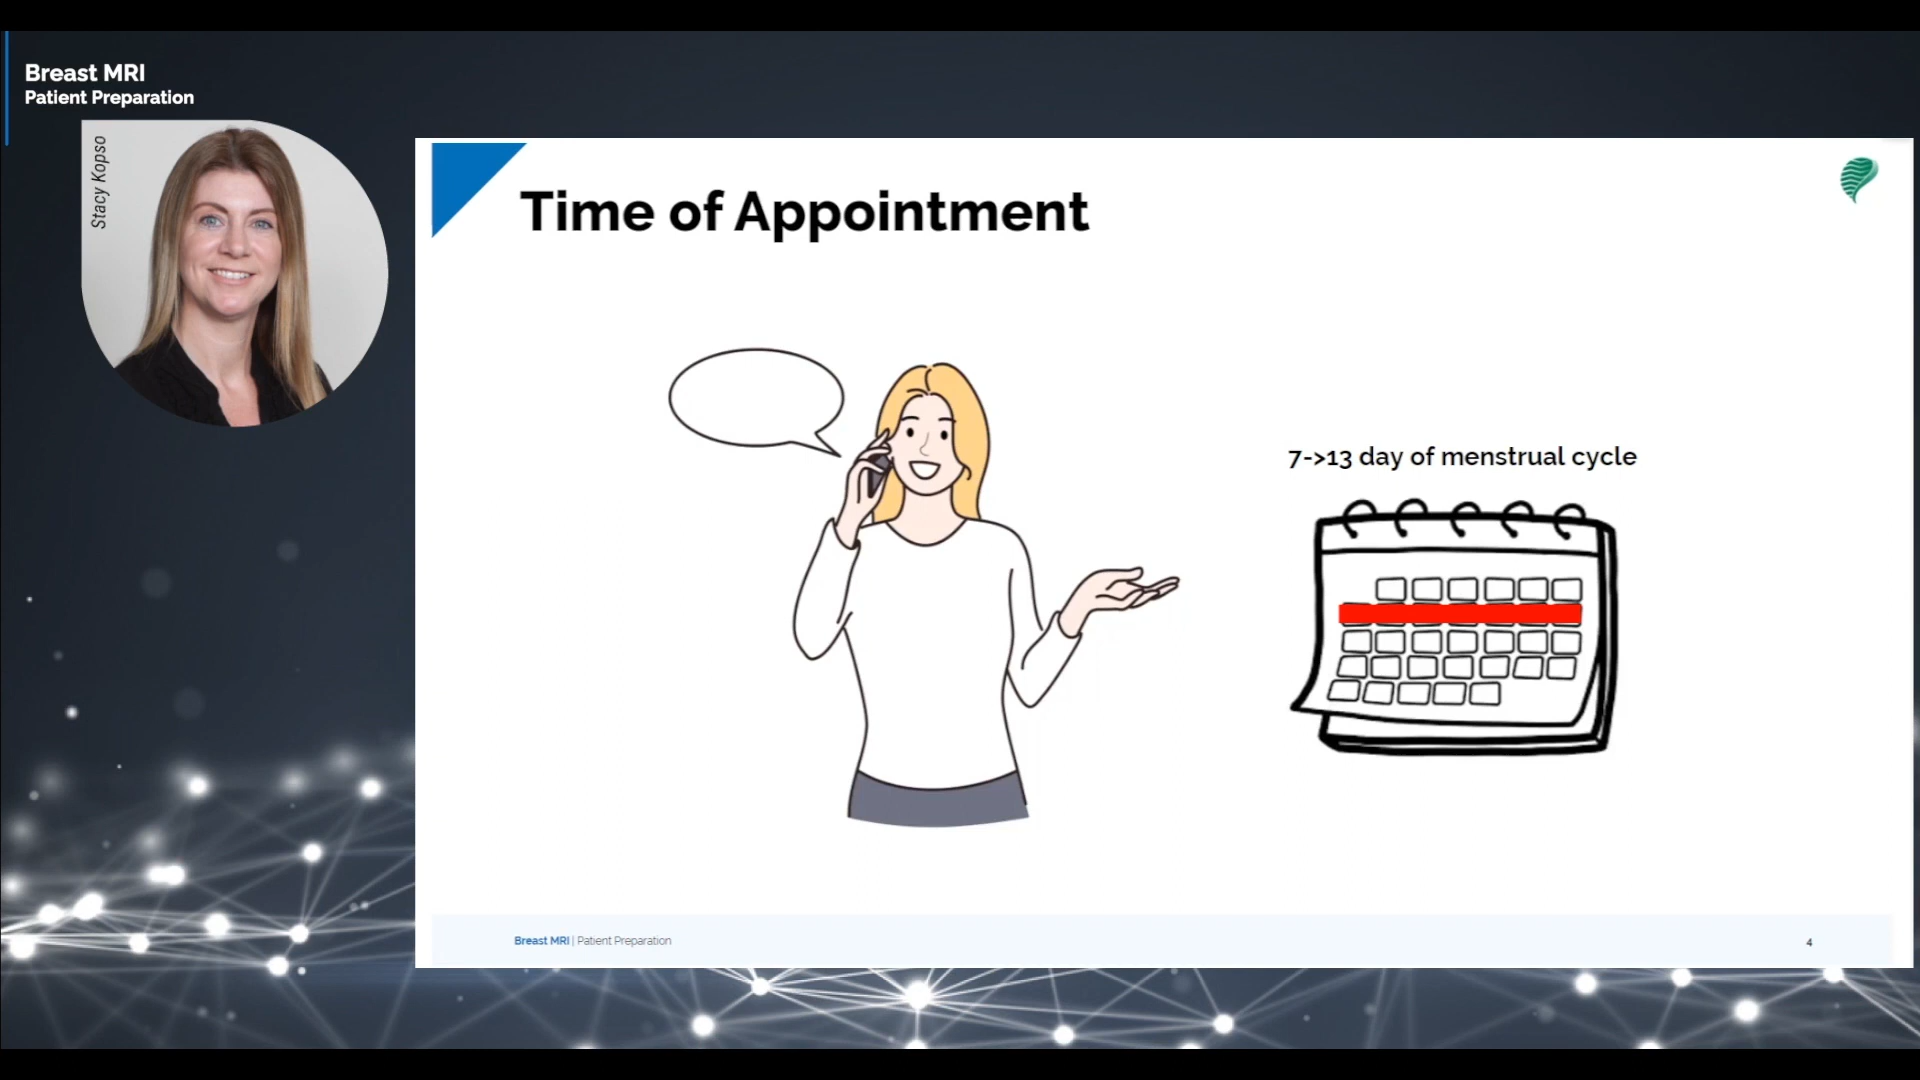 Breast MRI
Patient Preparation
Stacy Kopso
Time of Appointment
7->13 day of menstrual cycle
Breast MRI | Patient Preparation
4